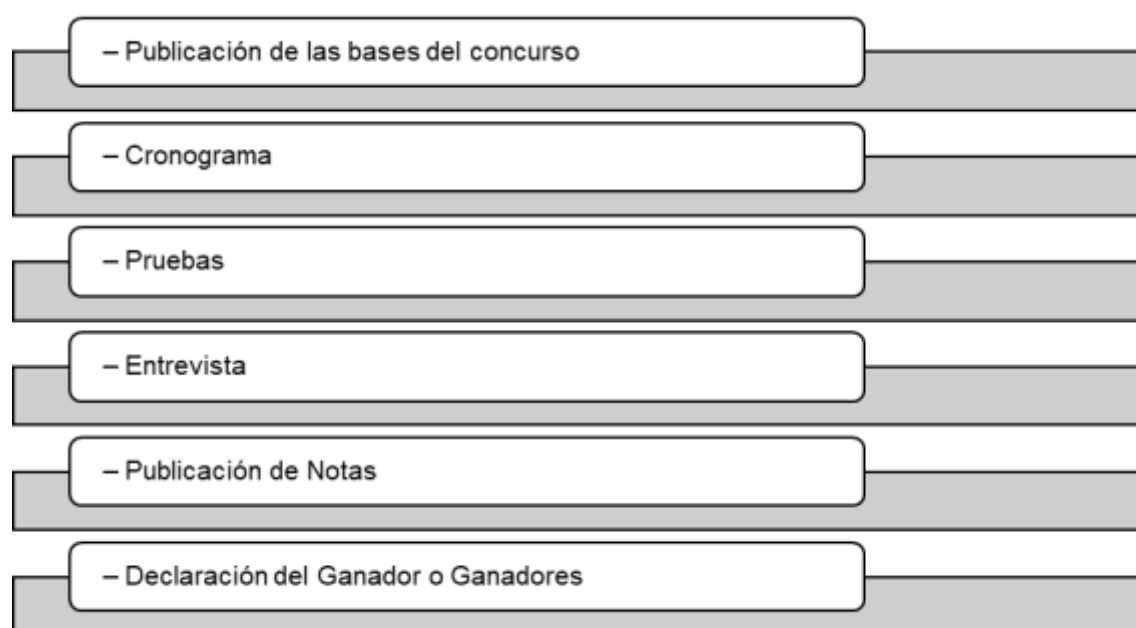 – Publicación de las bases del concurso
– Cronograma
– Pruebas
– Entrevista
– Publicación de Notas
– Declaración del Ganador o Ganadores